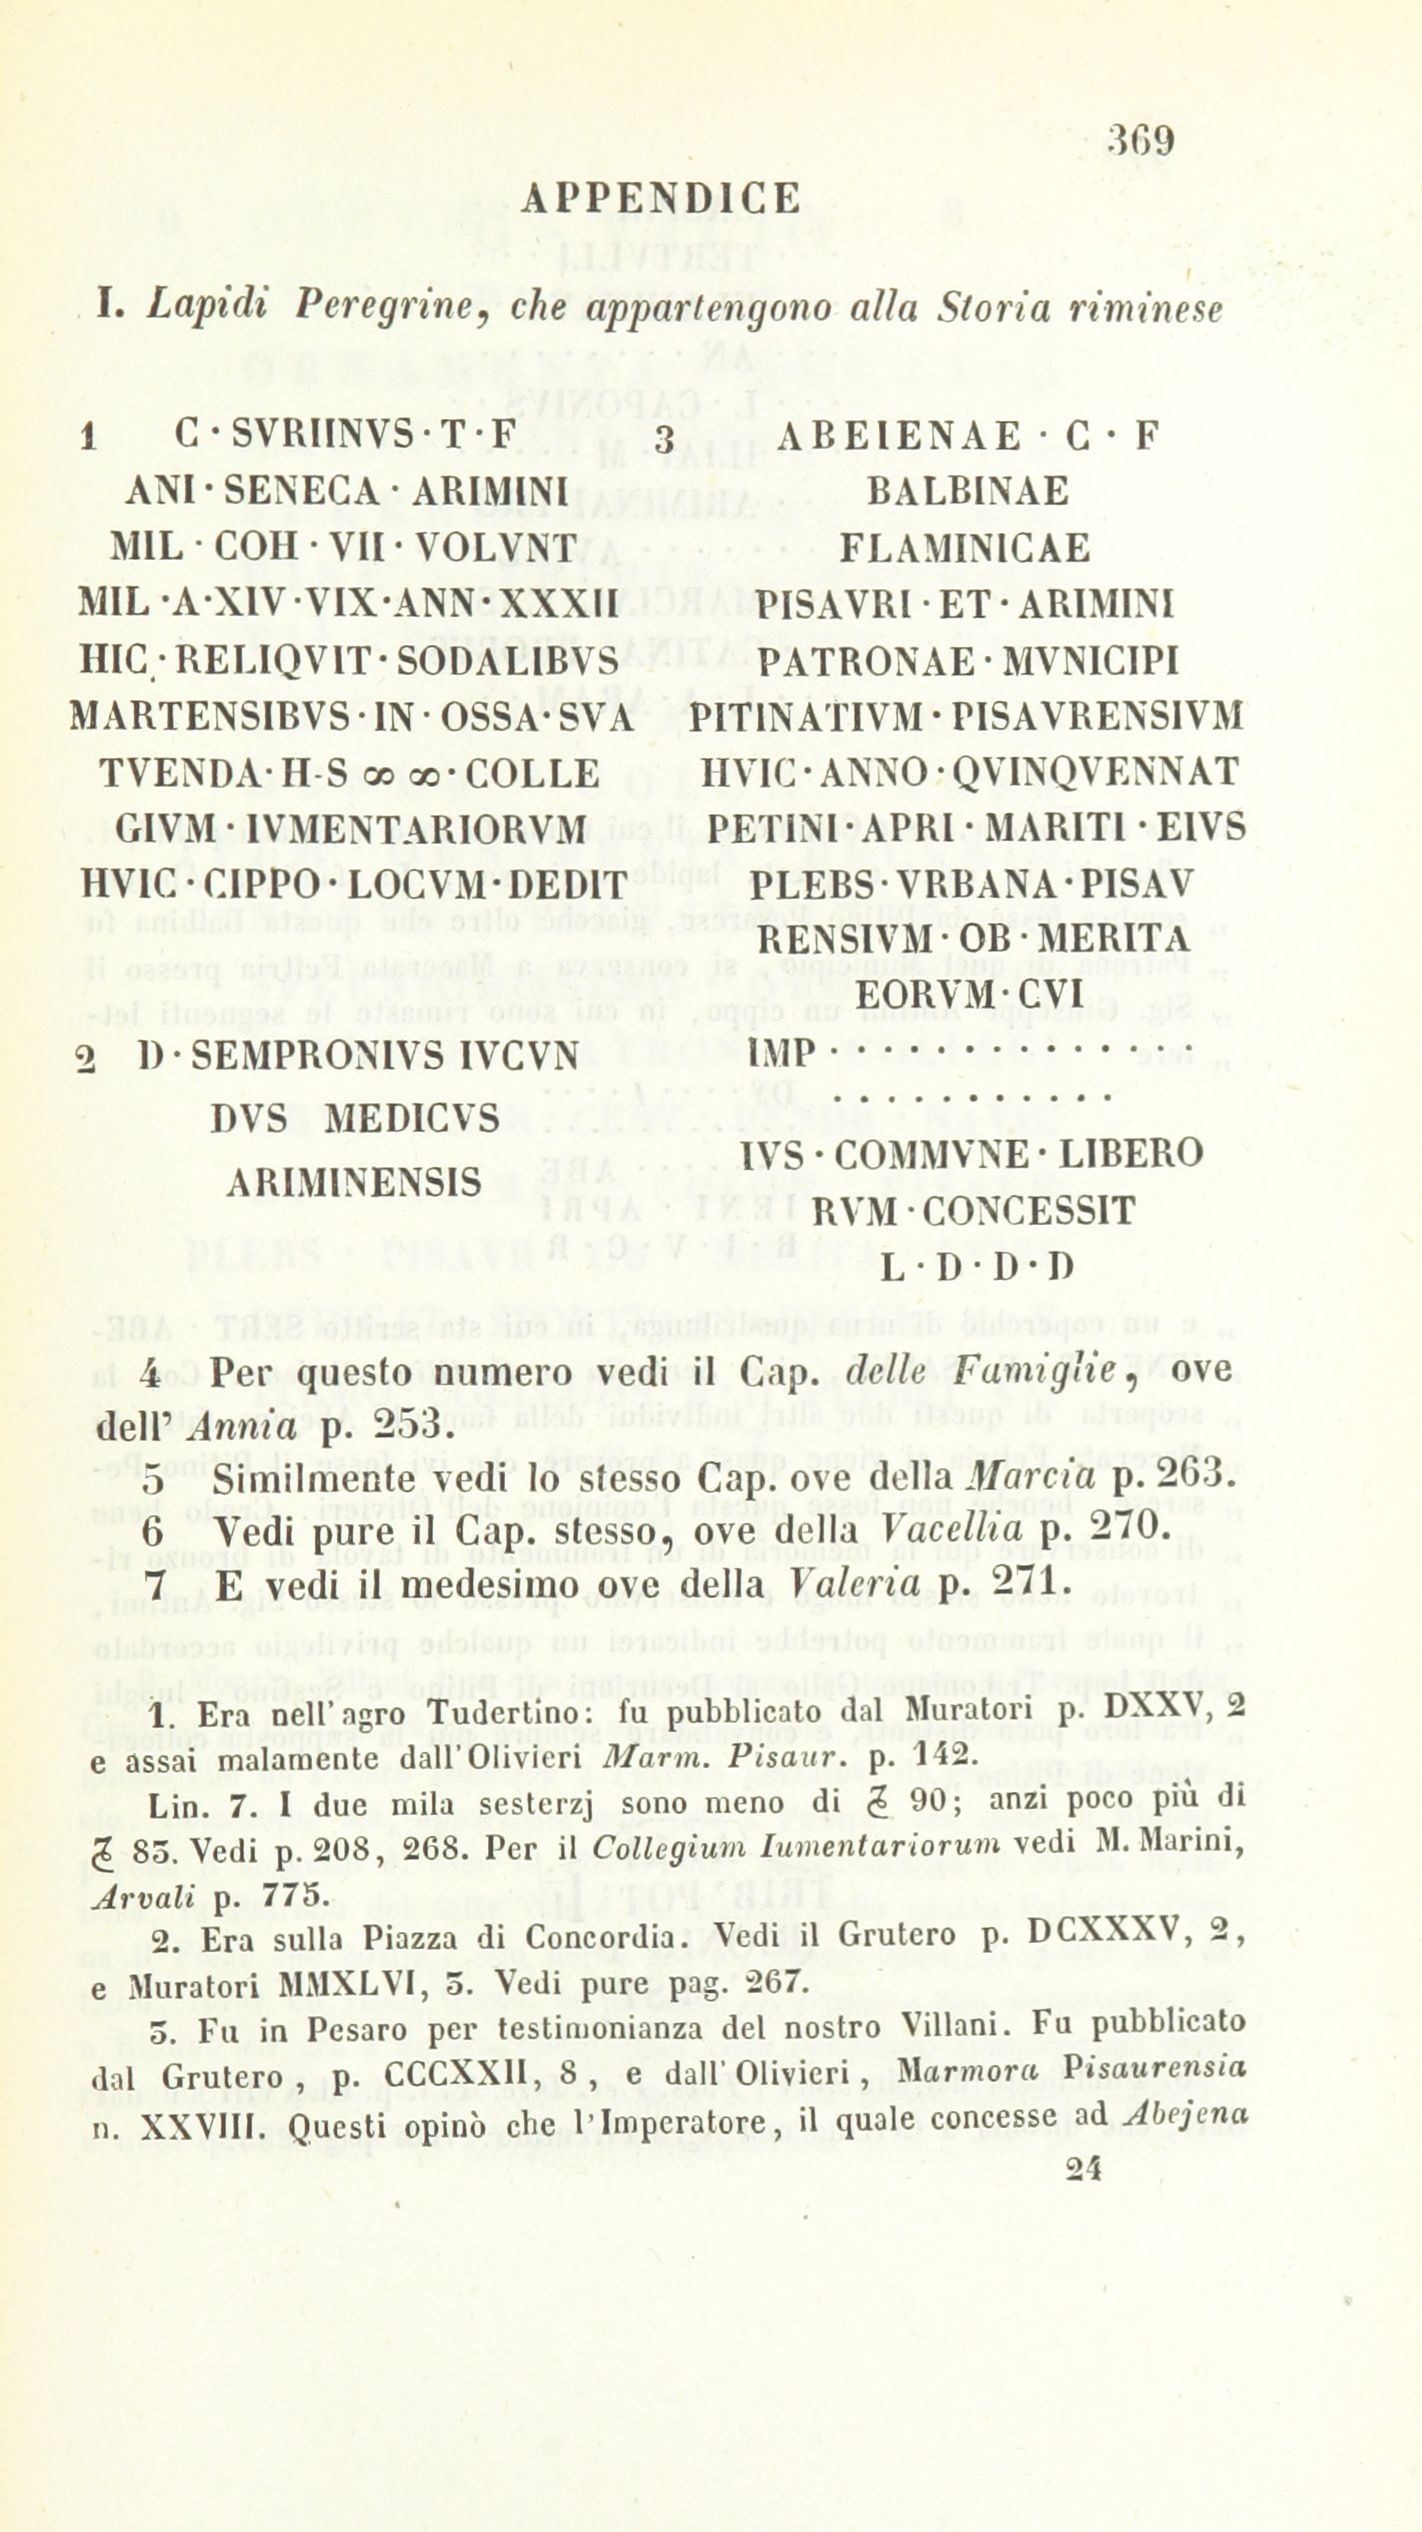 369
APPENDICE
I. Lapidi Peregrine, che appartengono alla Storia riminese
1 C · SVRIINVS · T · F
ANI · SENECA · ARIMINI
MIL · COH · VII · VOLVNT
MIL · A · XIV · VIX · ANN · XXXII
HIC · RELIQVIT · SODALIBVS
MARTENSIBVS · IN · OSSA · SVA
TVENDA · H-S ∞ ∞ · COLLE
GIVM · IVMENTARIORVM
HVIC · CIPPO · LOCVM · DEDIT
2 D · SEMPRONIVS IVCVN
DVS MEDICVS
ARIMINENSIS
3 ABEIENAE · C · F
BALBINAE
FLAMINICAE
PISAVRI · ET · ARIMINI
PATRONAE · MVNICIPI
PITINATIVM · PISAVRENSIVM
HVIC · ANNO · QVINQVENNAT
PETINI · APRI · MARITI · EIVS
PLEBS · VRBANA · PISAV
RENSIVM · OB · MERITA
EORVM · CVI
IMP · · · · · · · · · · · · · ·
· · · · · · · · · · ·
IVS · COMMVNE · LIBERO
RVM · CONCESSIT
L · D · D · D
4 Per questo numero vedi il Cap. delle Famiglie, ove
dell' Annia p. 253.
5 Similmente vedi lo stesso Cap. ove della Marcia p. 263.
6 Vedi pure il Cap. stesso, ove della Vacellia p. 270.
7 E vedi il medesimo ove della Valeria p. 271.
1. Era nell' agro Tudertino: fu pubblicato dal Muratori p. DXXV, 2
e assai malamente dall' Olivieri Marm. Pisaur. p. 142.
Lin. 7. I due mila sesterzj sono meno di 90; anzi poco più di
83. Vedi p. 208, 268. Per il Collegium Iumentariorum vedi M. Marini,
Arvali p. 775.
2. Era sulla Piazza di Concordia. Vedi il Grutero p. DCXXXV, 2,
e Muratori MMXLVI, 3. Vedi pure pag. 267.
3. Fu in Pesaro per testimonianza del nostro Villani. Fu pubblicato
dal Grutero, p. CCCXXII, 8, e dall' Olivieri, Marmora Pisaurensia
n. XXVIII. Questi opinò che l'Imperatore, il quale concesse ad Abejena
24